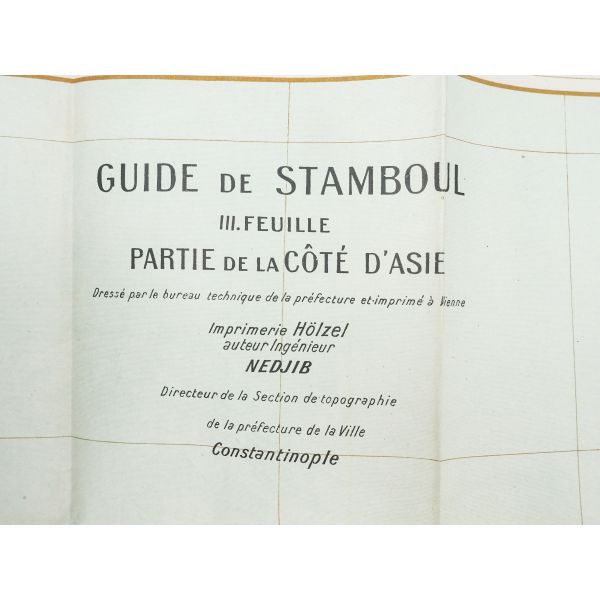 GUIDE DE STAMBOUL
III. FEUILLE
PARTIE DE LA CÔTÉ D'ASIE
Dressé par le bureau technique de la préfecture et imprimé à Vienne
Imprimerie Hölzel
auteur Ingénieur
NEDJIB
Directeur de la Section de topographie
de la préfecture de la Ville
Constantinople